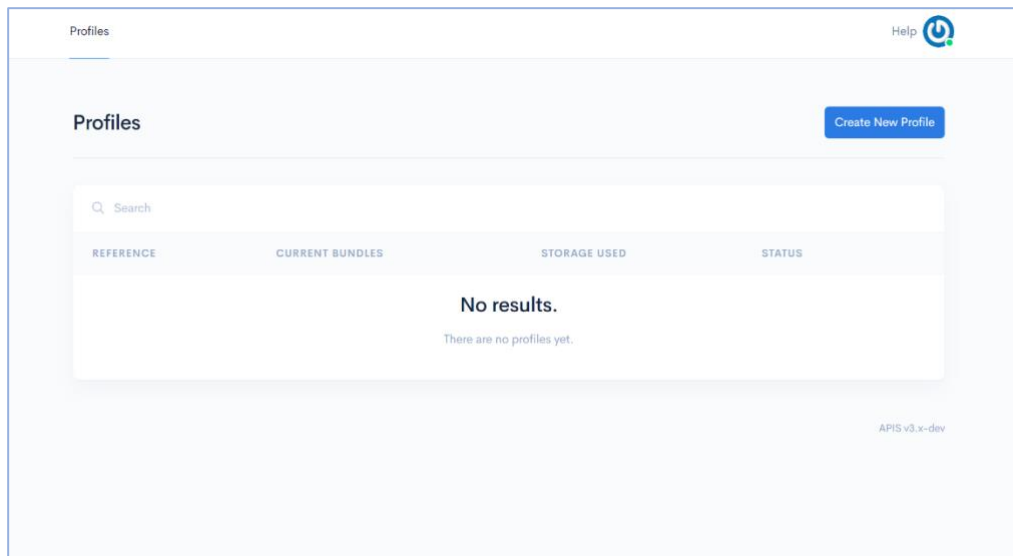 Profiles
Help
Profiles
Create New Profile
Search
REFERENCE CURRENT BUNDLES STORAGE USED STATUS
No results.
There are no profiles yet.
APIS v3.x-dev